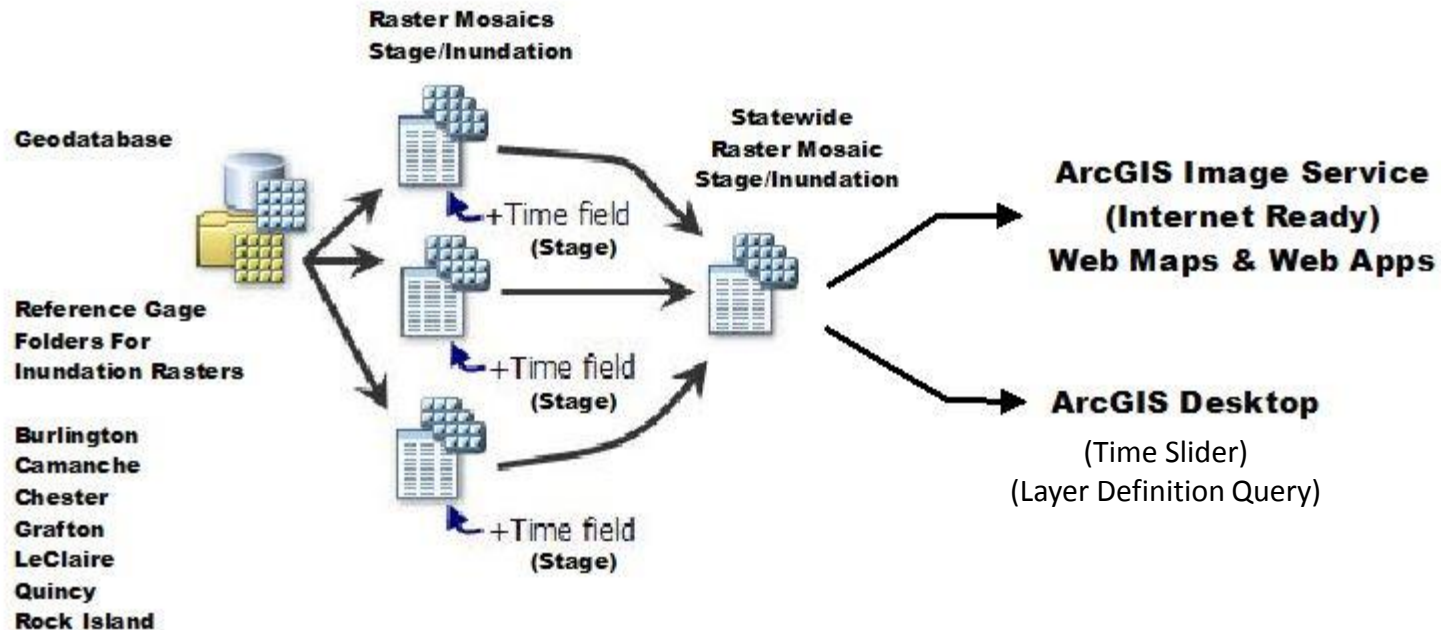 Raster Mosaics
Stage/Inundation
Geodatabase
Statewide
Raster Mosaic
Stage/Inundation
+Time field
(Stage)
+Time field
(Stage)
+Time field
(Stage)
Reference Gage
Folders For
Inundation Rasters
Burlington
Camanche
Chester
Grafton
LeClaire
Quincy
Rock Island
ArcGIS Image Service
(Internet Ready)
Web Maps & Web Apps
ArcGIS Desktop
(Time Slider)
(Layer Definition Query)